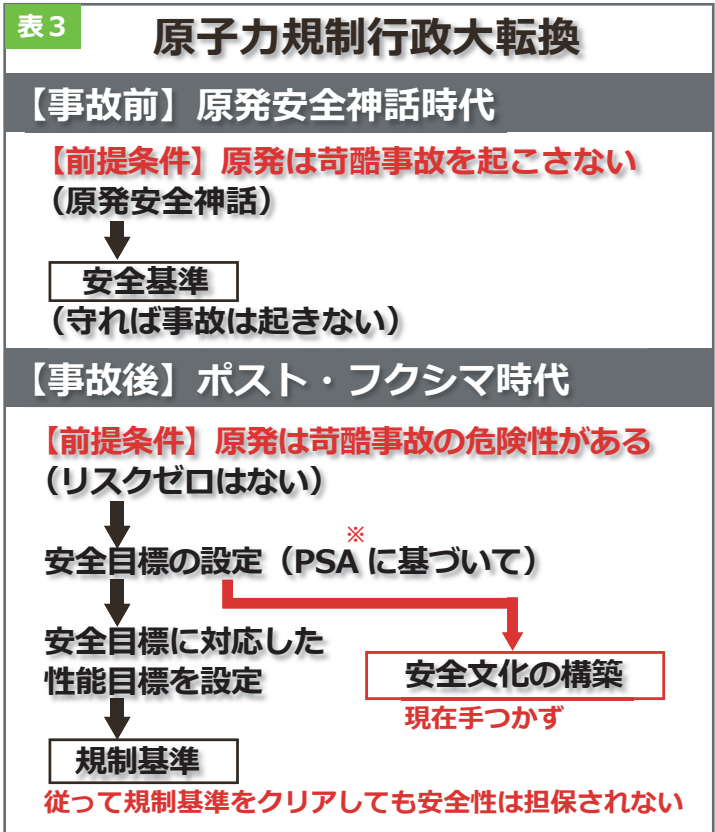 表3
原子力規制行政大転換
【事故前】原発安全神話時代
【前提条件】原発は苛酷事故を起こさない
（原発安全神話）
安全基準
（守れば事故は起きない）
【事故後】ポスト・フクシマ時代
【前提条件】原発は苛酷事故の危険性がある
（リスクゼロはない）
※
安全目標の設定（PSAに基づいて）
安全目標に対応した
性能目標を設定
安全文化の構築
現在手つかず
規制基準
従って規制基準をクリアしても安全性は担保されない